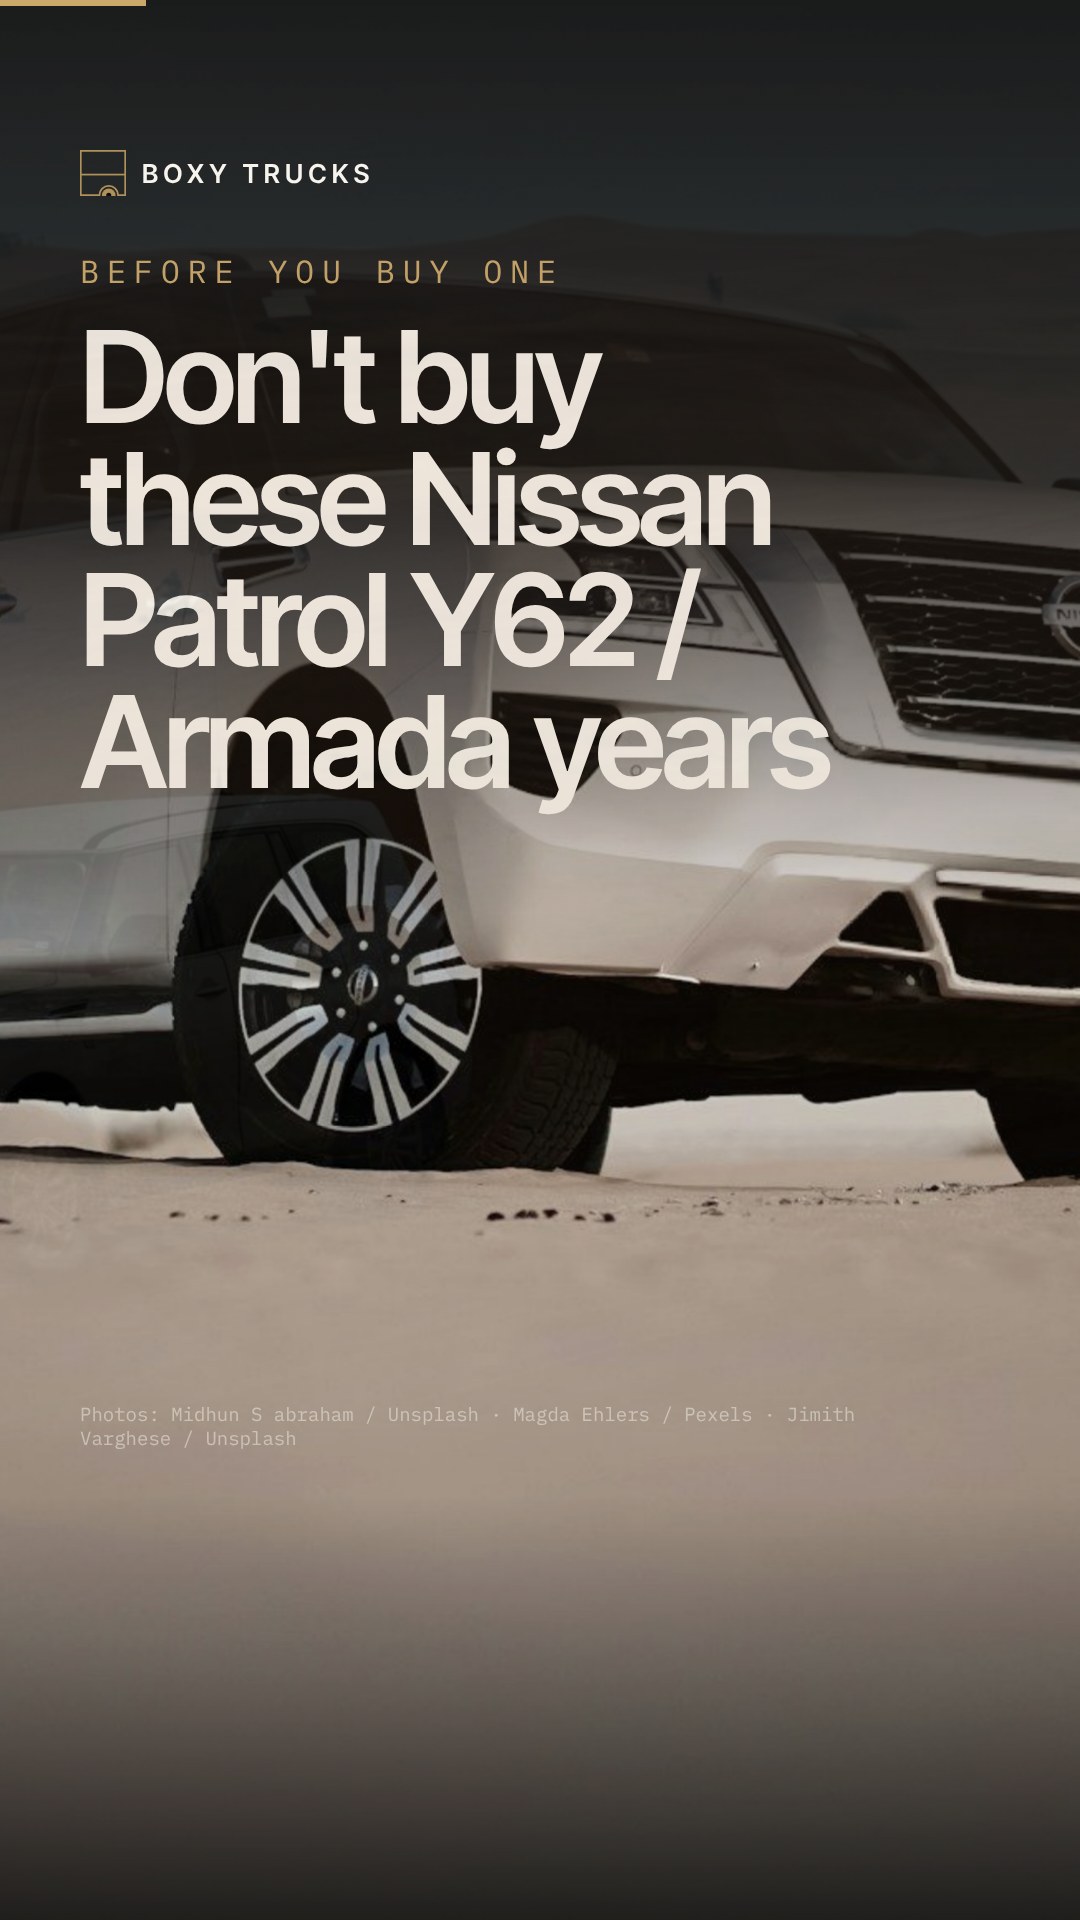 BOXY TRUCKS
BEFORE YOU BUY ONE
Don't buy
these Nissan
Patrol Y62 /
Armada years
Photos: Midhun S abraham / Unsplash · Magda Ehlers / Pexels · Jimith
Varghese / Unsplash